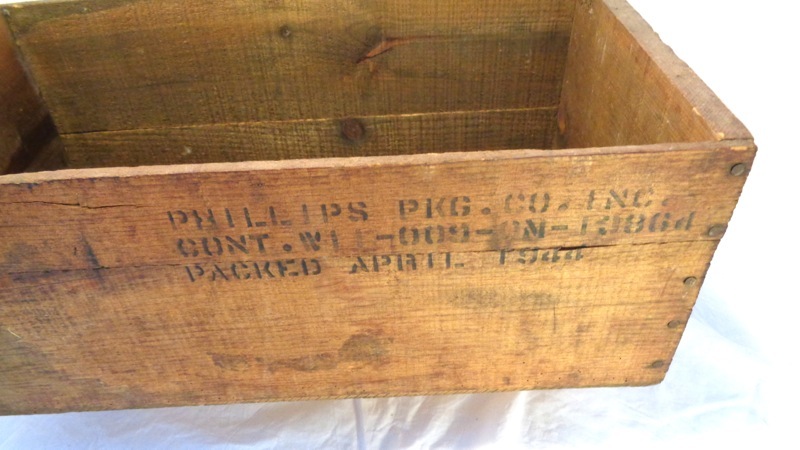 PHILLIPS PKG. CO. INC.
CONT. W11-009-QM-13864
PACKED APRIL 1944